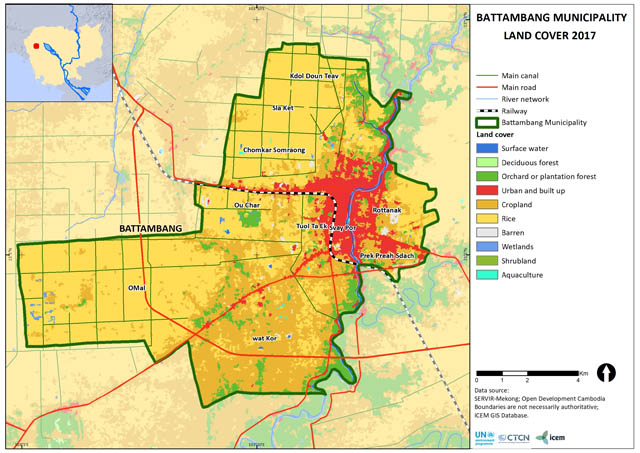 BATTAMBANG MUNICIPALITY
LAND COVER 2017
Main canal
Main road
River network
Railway
Battambang Municipality
Land cover
Surface water
Deciduous forest
Orchard or plantation forest
Urban and built up
Cropland
Rice
Barren
Wetlands
Shrubland
Aquaculture
Kdol Doun Teav
Sla Ket
Chomkar Somraong
Ou Char
Rottanak
Tuol Ta Ek
Svay Por
BATTAMBANG
Prek Preah Sdach
OMal
wat Kor
0 1 2 4
Km
Data source:
SERVIR-Mekong; Open Development Cambodia
Boundaries are not necessarily authoritative;
ICEM GIS Database.
UN
CTCN
icem